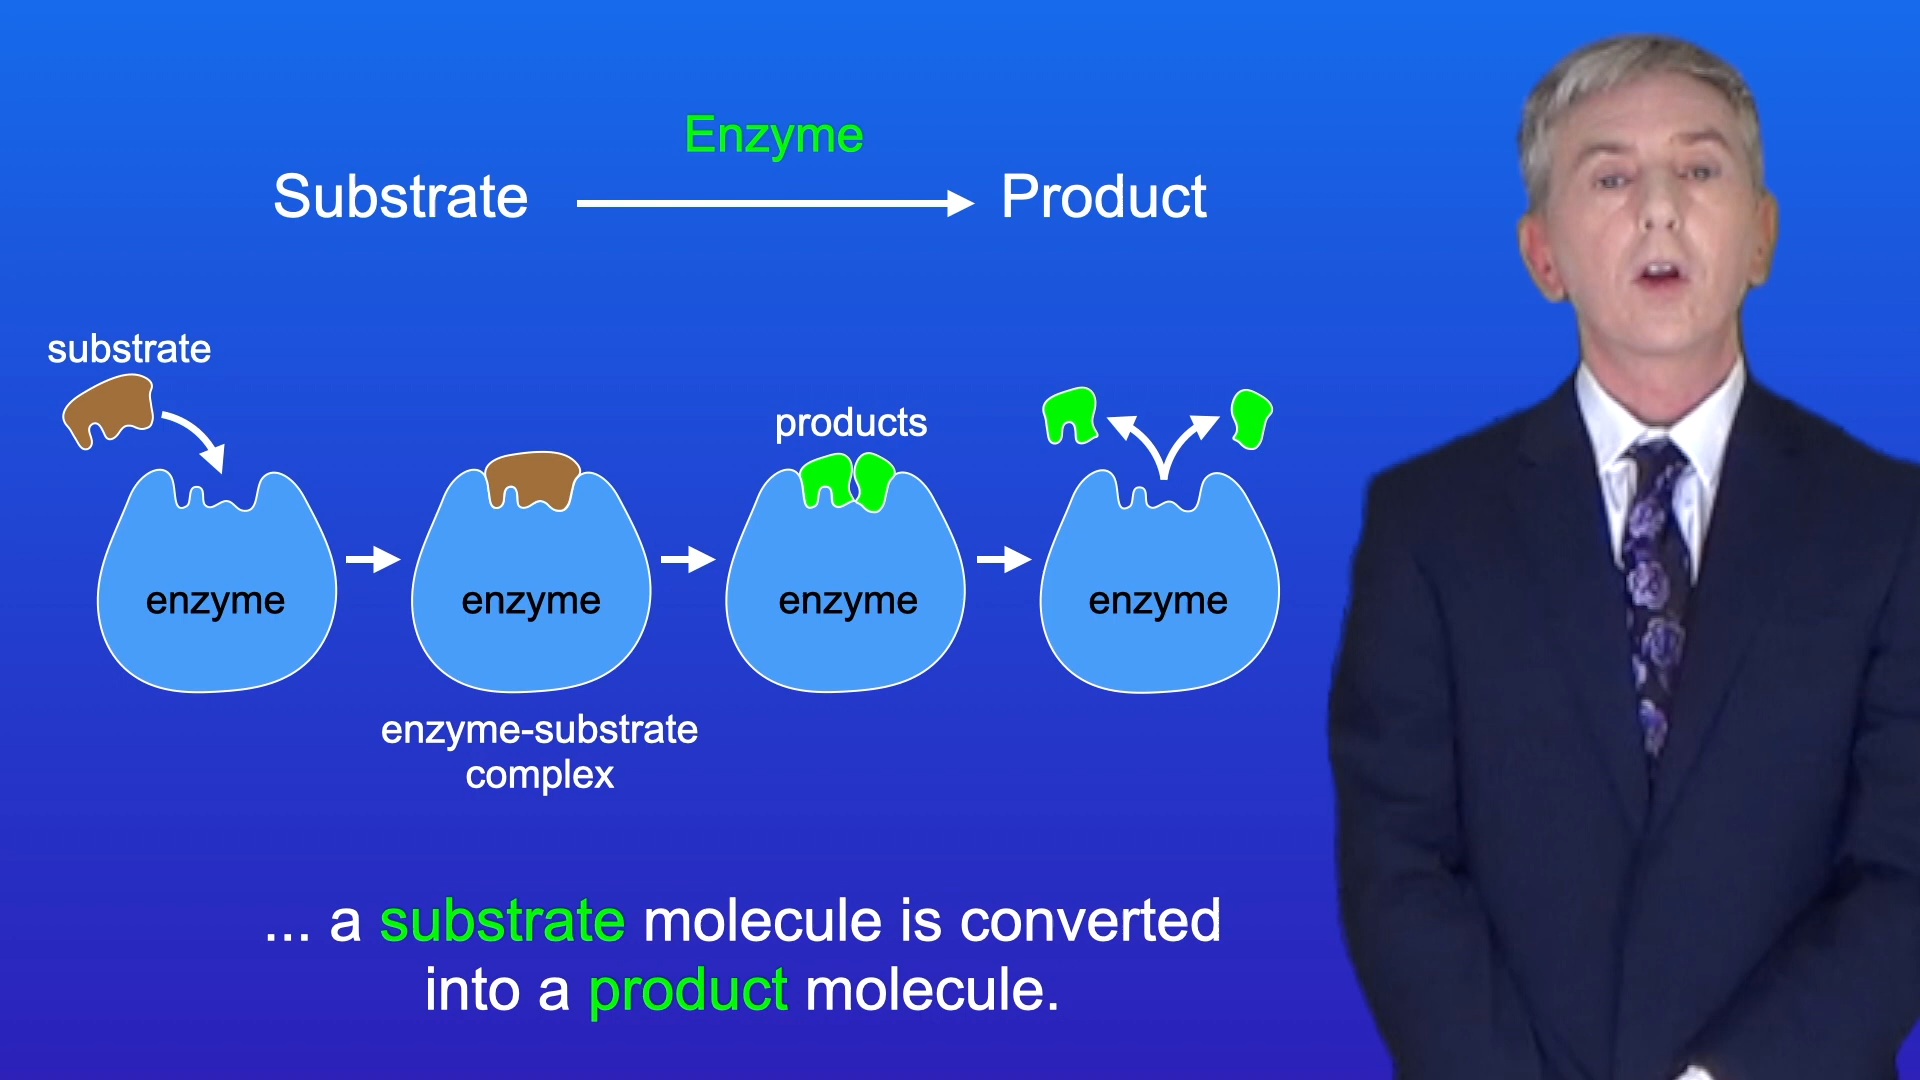 Enzyme
Substrate Product
substrate
products
enzyme enzyme enzyme enzyme
enzyme-substrate
complex
... a substrate molecule is converted
into a product molecule.